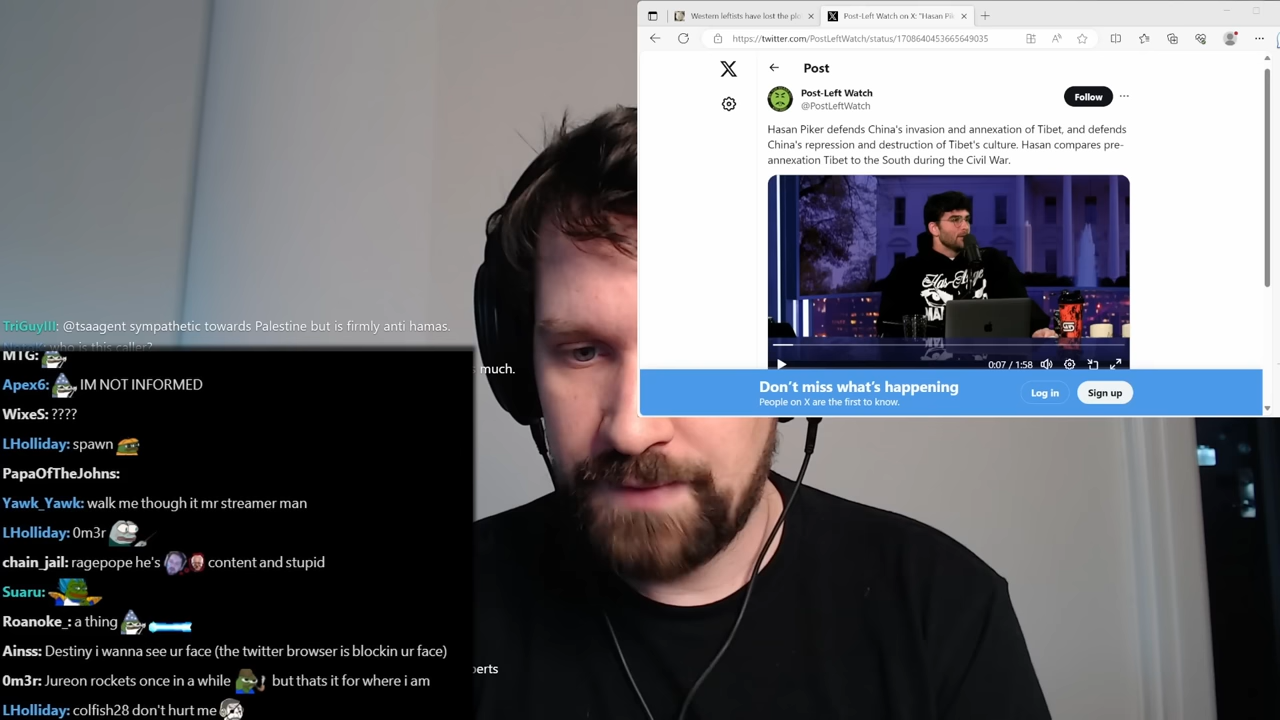 Western leftists have lost the plo
Post-Left Watch on X: "Hasan Pi
https://twitter.com/PostLeftWatch/status/1708640453665649035
Post
Post-Left Watch
@PostLeftWatch
Follow
Hasan Piker defends China's invasion and annexation of Tibet, and defends
China's repression and destruction of Tibet's culture. Hasan compares pre-
annexation Tibet to the South during the Civil War.
0:07 / 1:58
Don't miss what's happening
People on X are the first to know.
Log in
Sign up
TriGuyIII: @tsaagent sympathetic towards Palestine but is firmly anti hamas.
who is this caller?
much.
MTG:
Apex6: IM NOT INFORMED
WixeS: ????
LHolliday: spawn
PapaOfTheJohns:
Yawk_Yawk: walk me though it mr streamer man
LHolliday: 0m3r
chain_jail: ragepope he's content and stupid
Suaru:
Roanoke_: a thing
Ainss: Destiny i wanna see ur face (the twitter browser is blockin ur face)
perts
0m3r: Jureon rockets once in a while but thats it for where i am
LHolliday: colfish28 don't hurt me